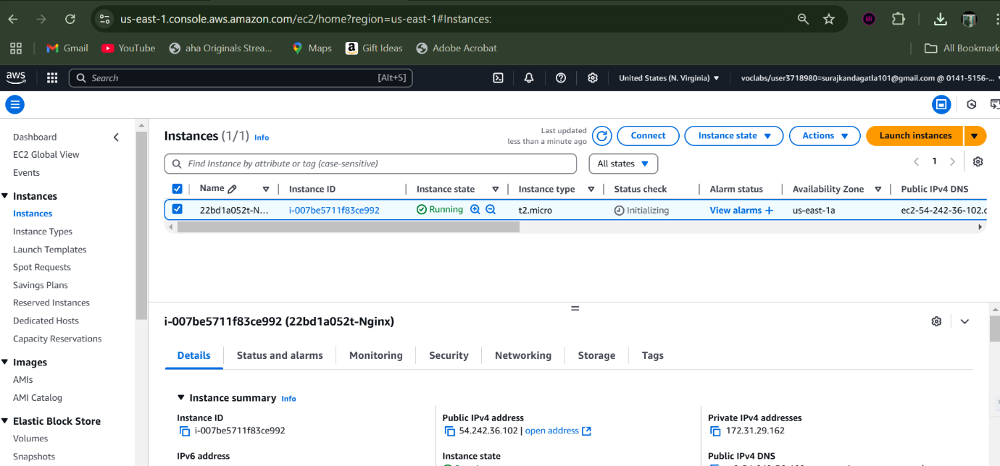 us-east-1.console.aws.amazon.com/ec2/home?region=us-east-1#Instances:
Gmail YouTube aha Originals Strea... Maps Gift Ideas Adobe Acrobat All Bookmark
aws Search [Alt+S] United States (N. Virginia) voclabs/user3718980=surajkandagatla101@gmail.com @ 0141-5156-...
Dashboard
EC2 Global View
Events
Instances
Instances
Instance Types
Launch Templates
Spot Requests
Savings Plans
Reserved Instances
Dedicated Hosts
Capacity Reservations
Images
AMIs
AMI Catalog
Elastic Block Store
Volumes
Snapshots
Instances (1/1) Info
Last updated
less than a minute ago
Connect Instance state Actions Launch instances
Find Instance by attribute or tag (case-sensitive) All states 1
Name Instance ID Instance state Instance type Status check Alarm status Availability Zone Public IPv4 DNS
22bd1a052t-N... i-007be5711f83ce992 Running t2.micro Initializing View alarms + us-east-1a ec2-54-242-36-102.c
i-007be5711f83ce992 (22bd1a052t-Nginx)
Details Status and alarms Monitoring Security Networking Storage Tags
Instance summary Info
Instance ID
i-007be5711f83ce992
Public IPv4 address
54.242.36.102 | open address
Private IPv4 addresses
172.31.29.162
IPv6 address
Instance state
Public IPv4 DNS